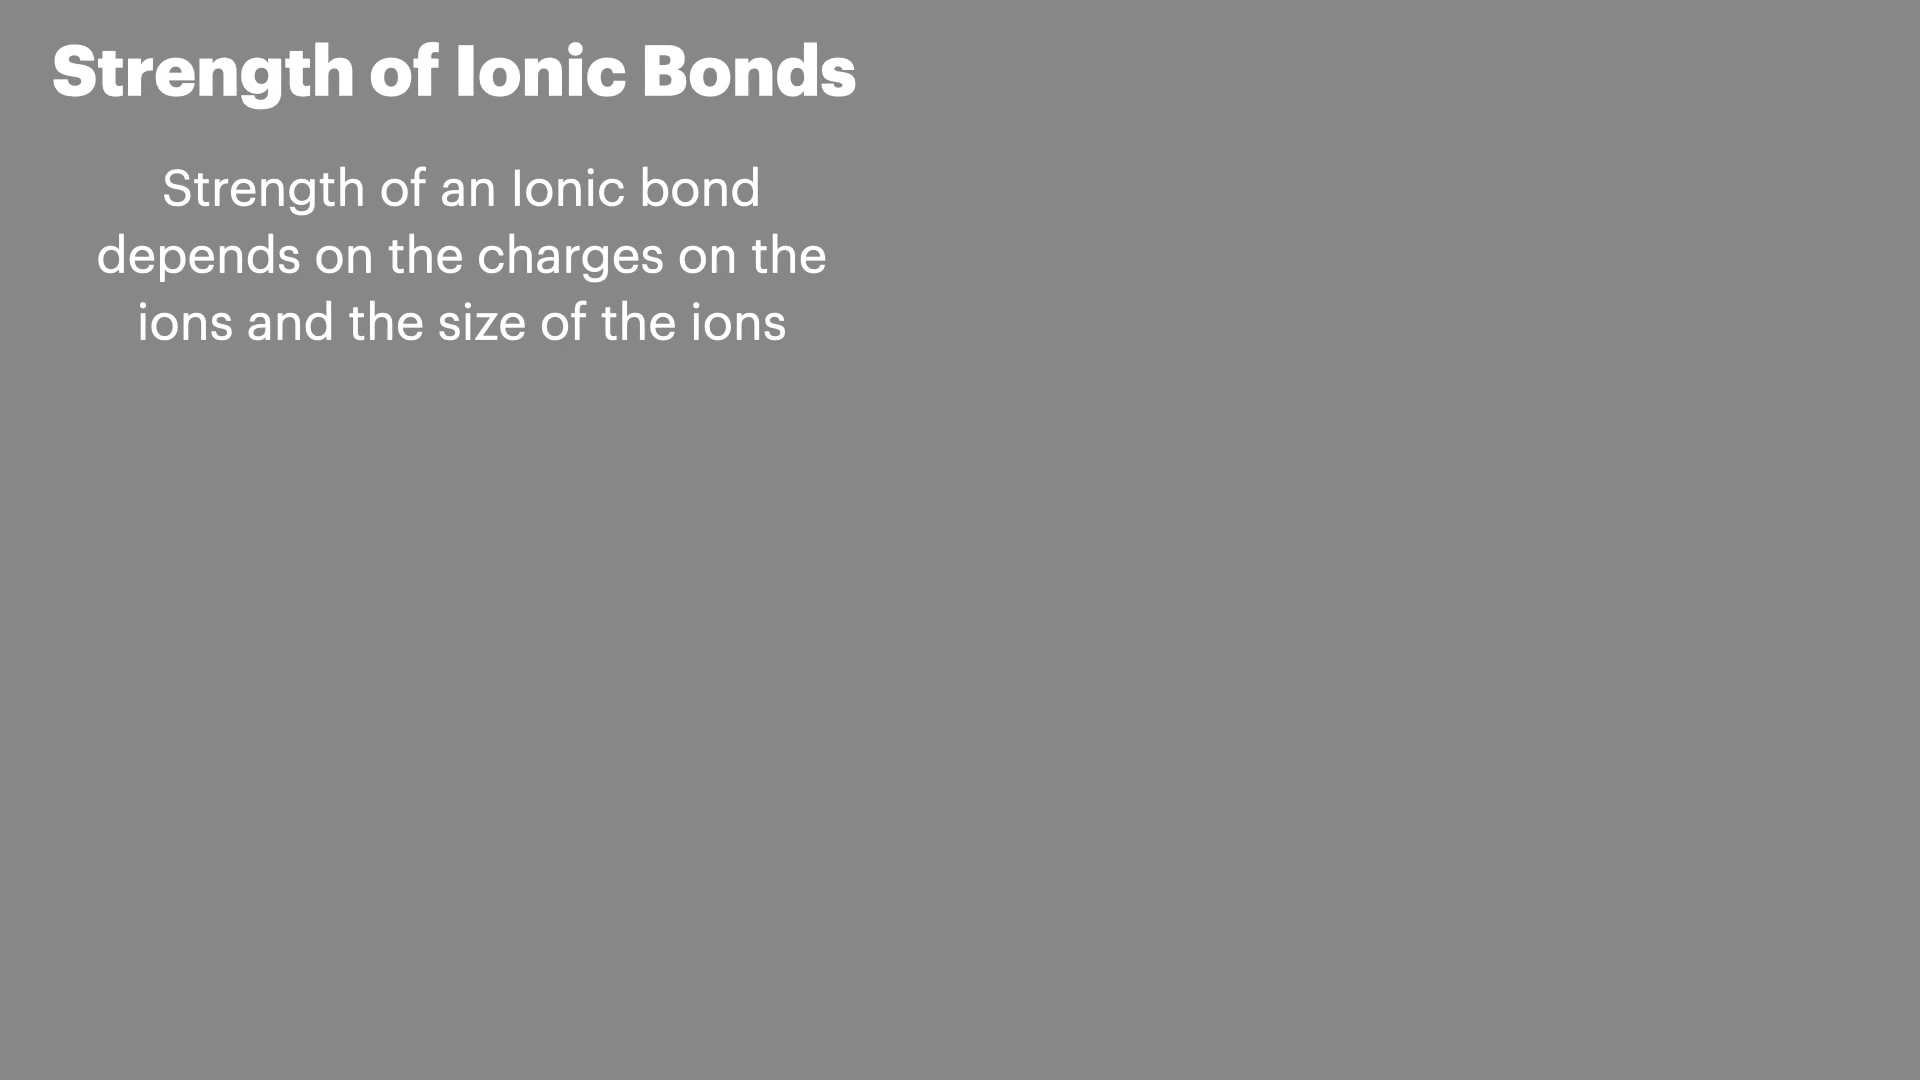 Strength of Ionic Bonds
Strength of an Ionic bond
depends on the charges on the
ions and the size of the ions